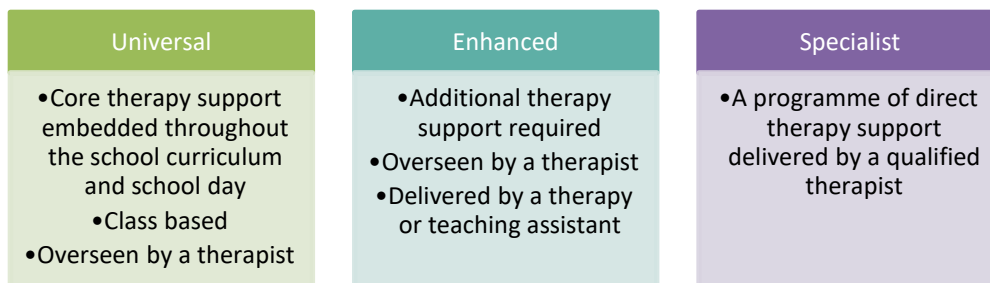 Universal
•Core therapy support
embedded throughout
the school curriculum
and school day
•Class based
•Overseen by a therapist
Enhanced
•Additional therapy
support required
•Overseen by a therapist
•Delivered by a therapy
or teaching assistant
Specialist
•A programme of direct
therapy support
delivered by a qualified
therapist